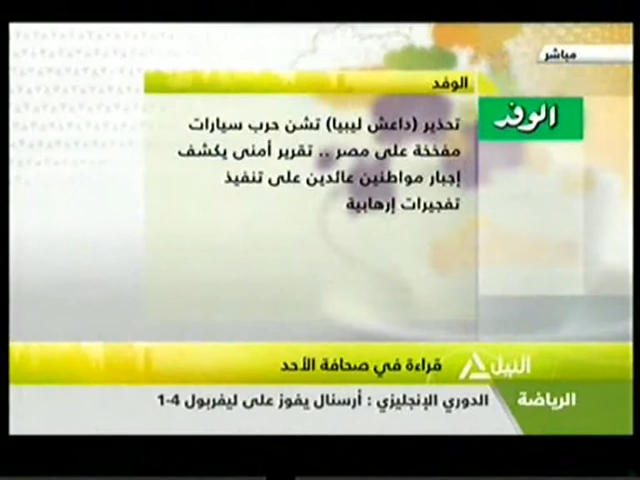 مباشر
الوفد
الوفد
تحذير (داعش ليبيا) تشن حرب سيارات
مفخخة على مصر .. تقرير أمنى يكشف
إجبار مواطنين عائدين على تنفيذ
تفجيرات إرهابية
النيل
قراءة في صحافة الأحد
الرياضة
الدوري الإنجليزي : أرسنال يفوز على ليفربول 4-1